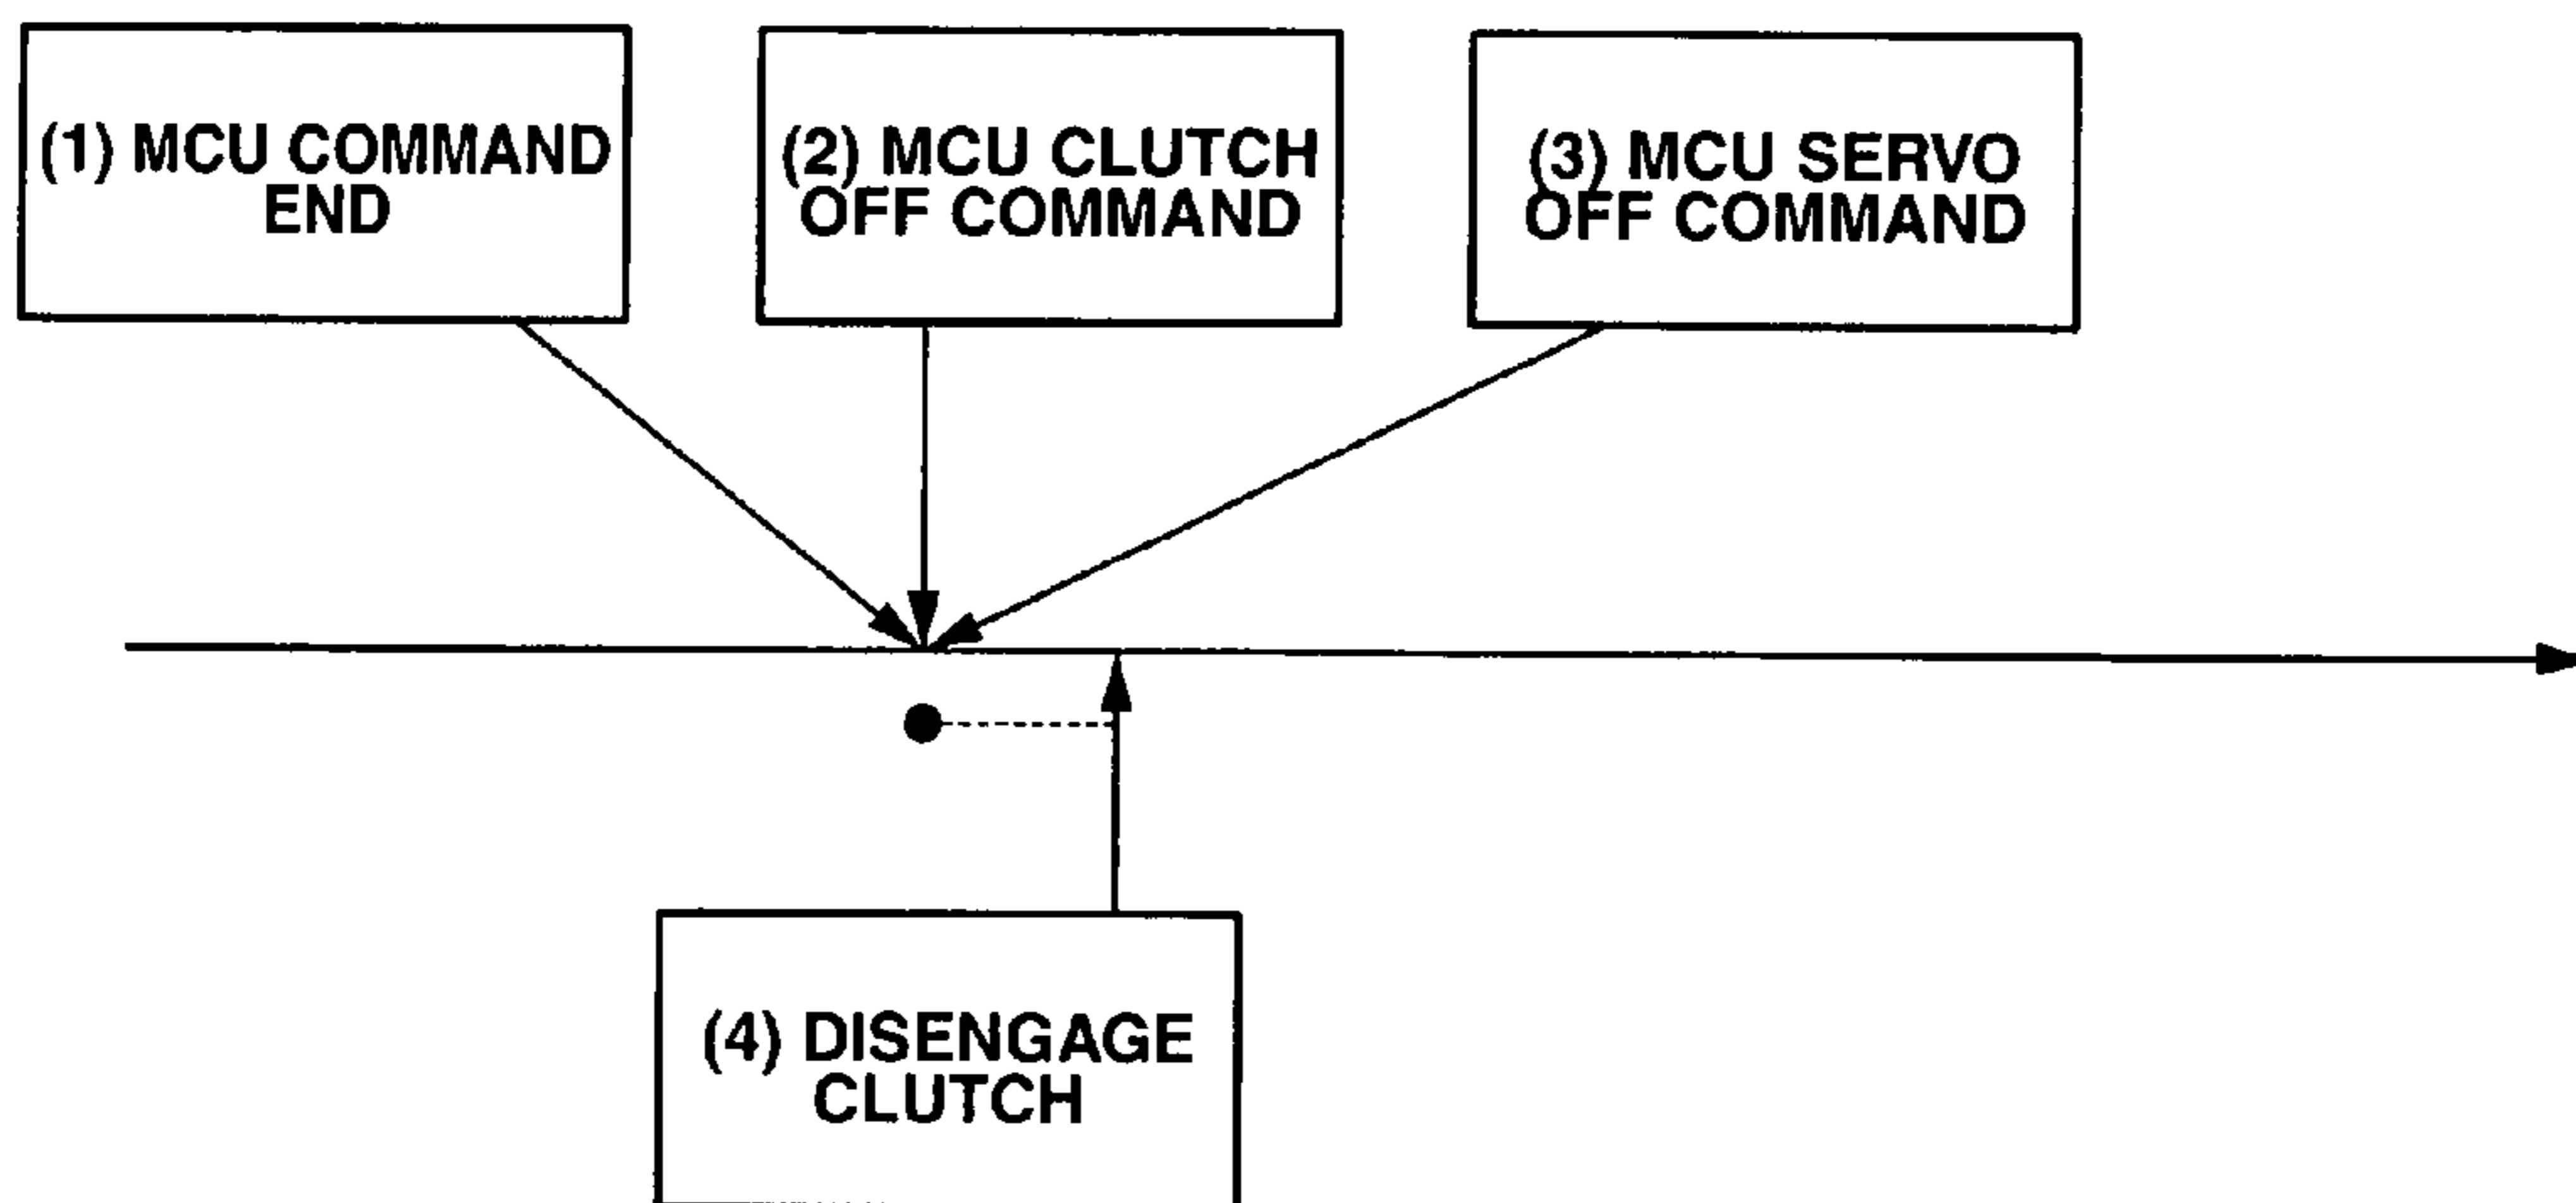 (1) MCU COMMAND
END
(2) MCU CLUTCH
OFF COMMAND
(3) MCU SERVO
OFF COMMAND
(4) DISENGAGE
CLUTCH